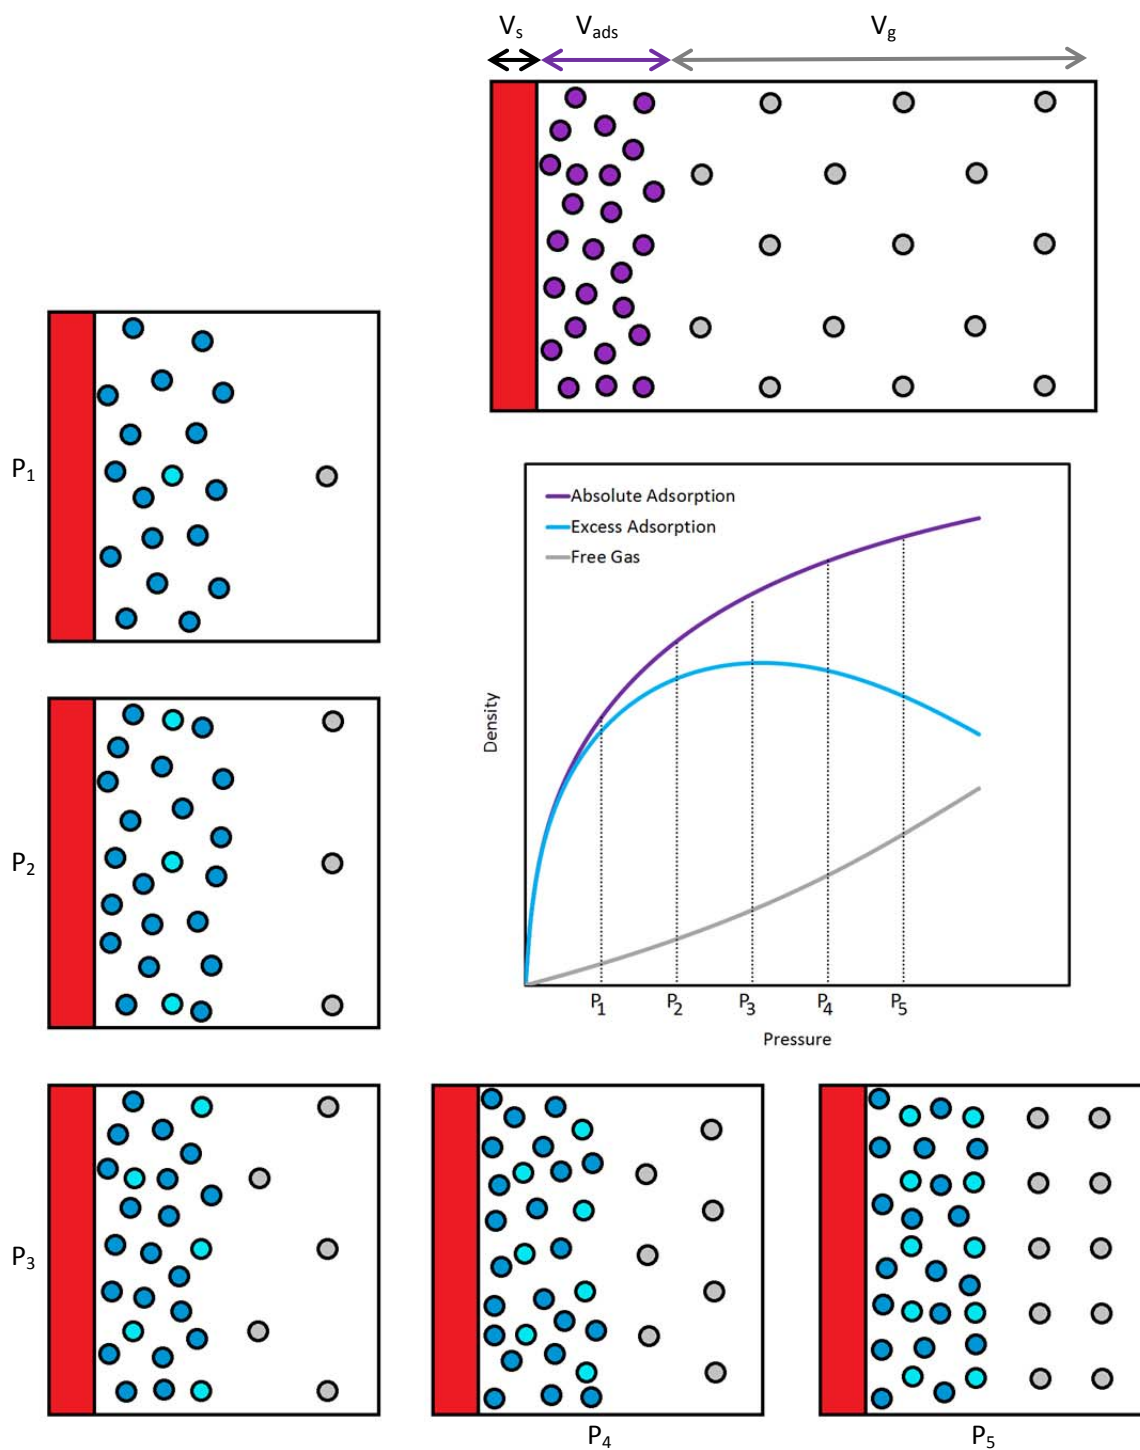 Vs Vads Vg
P1
Absolute Adsorption
Excess Adsorption
Free Gas
Density
P2
P1 P2 P3 P4 P5
Pressure
P3
P4 P5